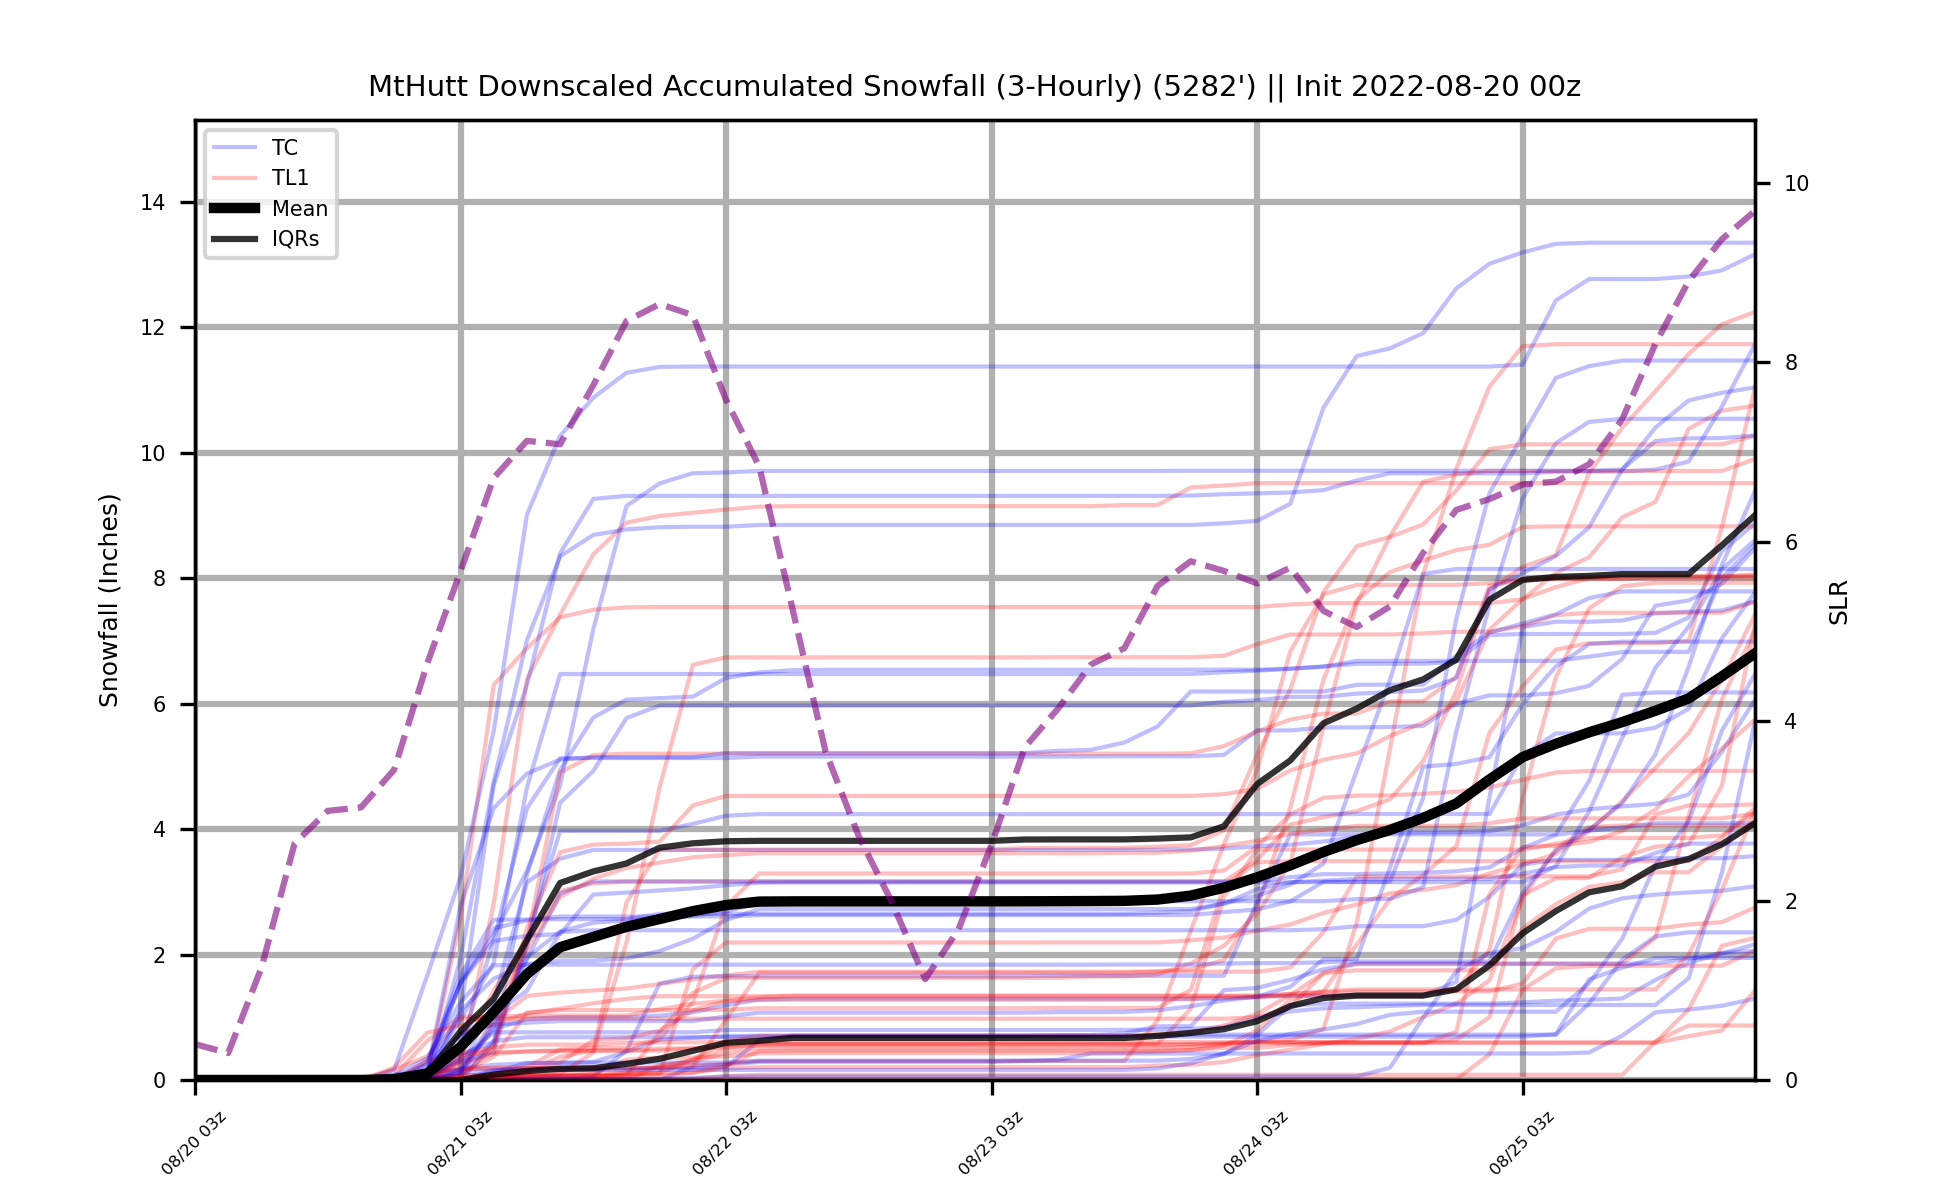 MtHutt Downscaled Accumulated Snowfall (3-Hourly) (5282') || Init 2022-08-20 00z
TC
TL1
Mean
IQRs
Snowfall (Inches)
14
12
10
8
6
4
2
0
10
8
6
4
2
0
SLR
08/20 03z
08/21 03z
08/22 03z
08/23 03z
08/24 03z
08/25 03z